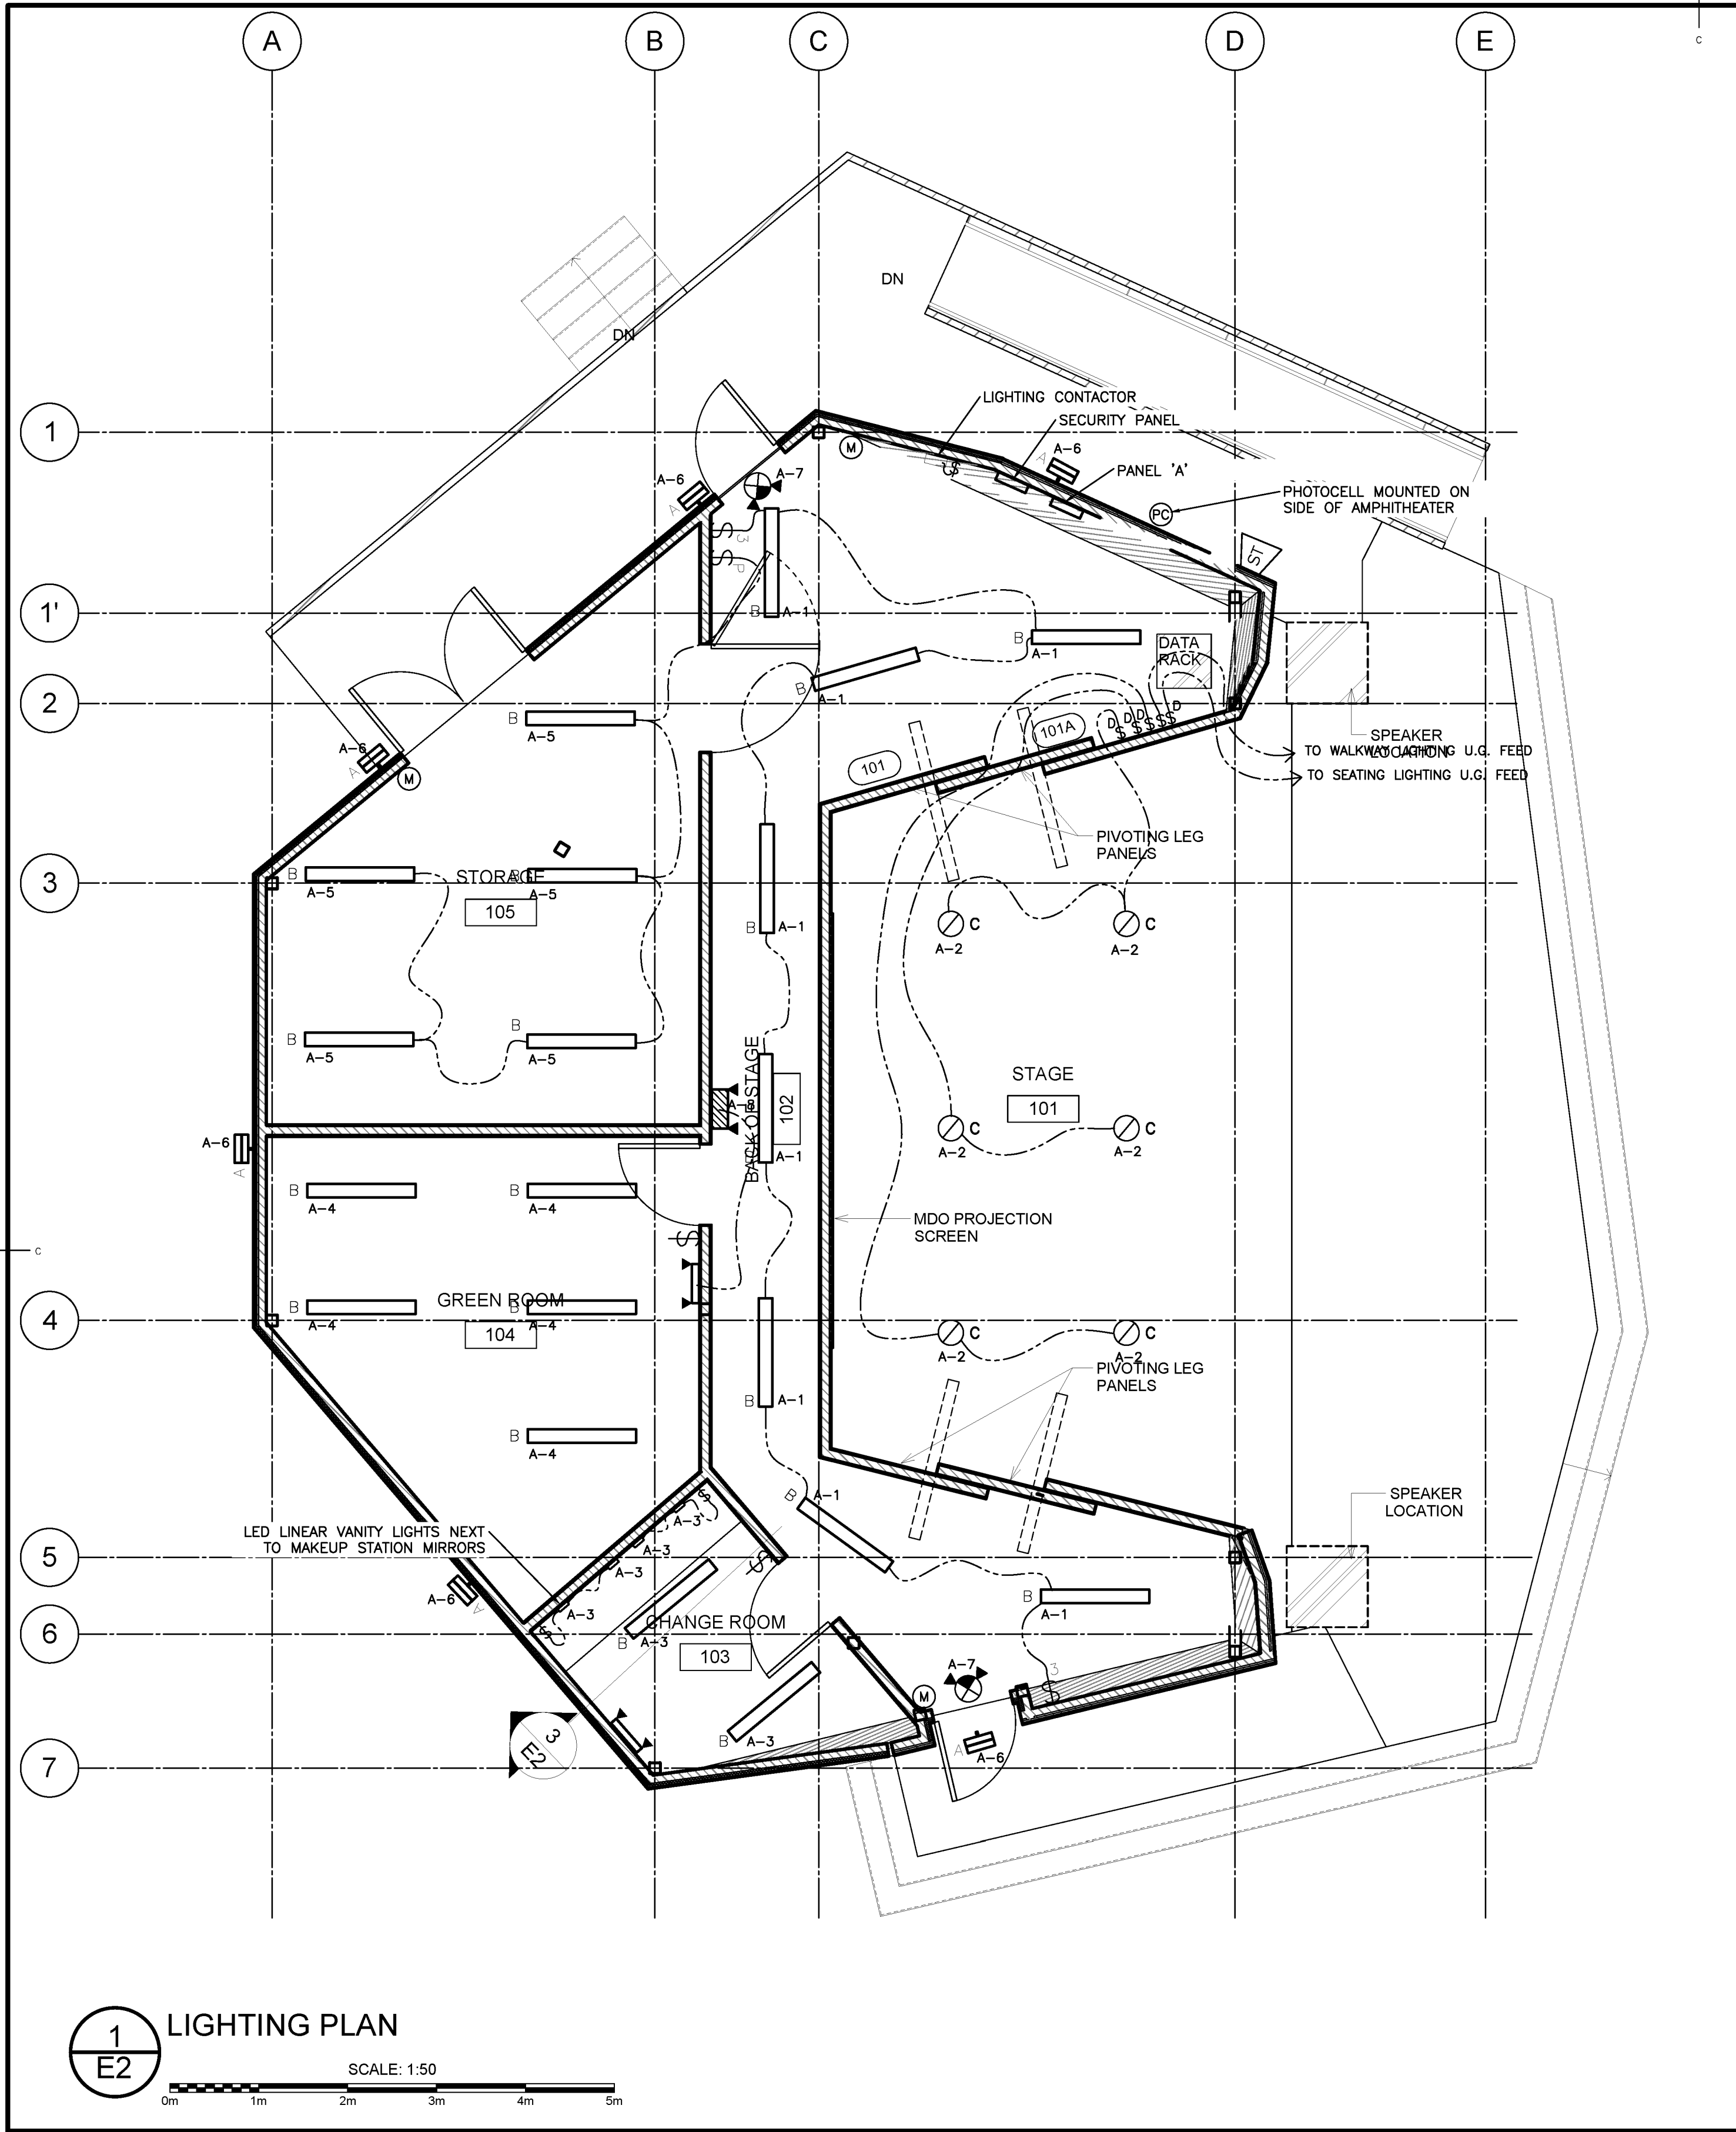 A
B
C
D
E
C
DN
DN
1
LIGHTING CONTACTOR
SECURITY PANEL
A-6
A
PANEL 'A'
M
$
A-7
A-6
A
PHOTOCELL MOUNTED ON
SIDE OF AMPHITHEATER
PC
ST
$
3
$
P
1'
B
A-1
B
A-1
DATA
RACK
B
A-1
2
B
A-5
D
D
D
D
$
$
$
$
$
101A
101
SPEAKER
LOCATION
TO WALKWAY LIGHTING U.G. FEED
TO SEATING LIGHTING U.G. FEED
A-6
A
M
PIVOTING LEG
PANELS
3
B
A-5
STORAGE
B
A-5
105
B
A-1
C
A-2
C
A-2
B
A-5
B
A-5
BACK OF STAGE
102
A-8
A-1
STAGE
101
C
A-2
C
A-2
A-6
A
B
A-4
B
A-4
MDO PROJECTION
SCREEN
C
$
GREEN ROOM
104
4
B
A-4
B
A-4
C
A-2
C
A-2
PIVOTING LEG
PANELS
B
A-1
B
A-4
B
A-1
SPEAKER
LOCATION
LED LINEAR VANITY LIGHTS NEXT
TO MAKEUP STATION MIRRORS
$
A-3
A-3
A-3
A-3
$
$
5
A-6
A
B
A-1
6
CHANGE ROOM
103
B
A-3
A-7
3
$
M
B
A-3
A
A-6
3
E2
7
1
E2
LIGHTING PLAN
SCALE: 1:50
0m
1m
2m
3m
4m
5m